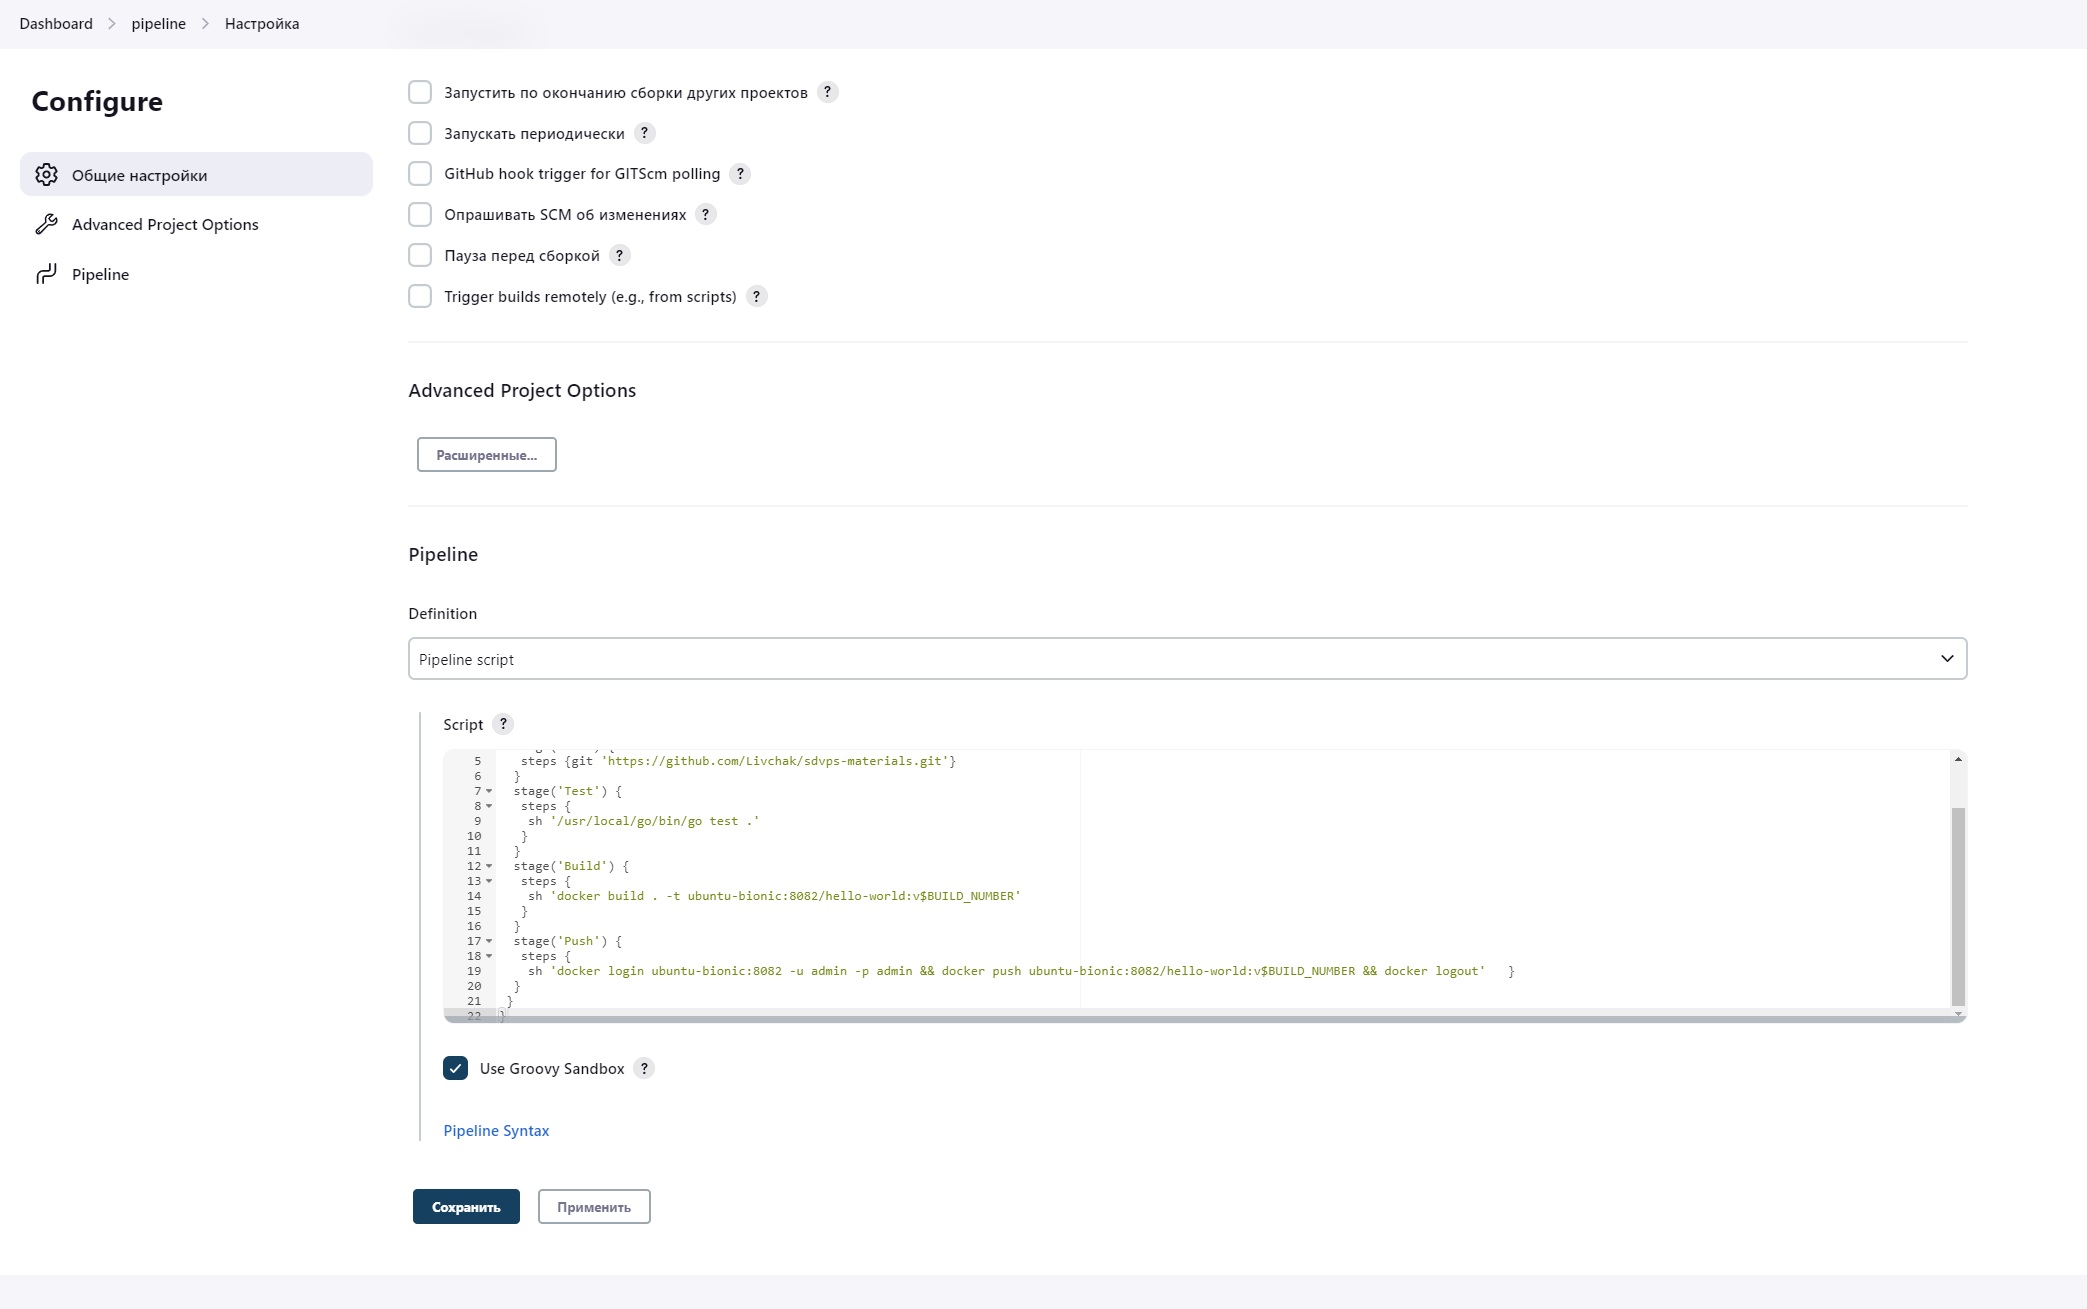 Dashboard > pipeline > Настройка
Configure
Общие настройки
Advanced Project Options
Pipeline
Запустить по окончанию сборки других проектов ?
Запускать периодически ?
GitHub hook trigger for GITScm polling ?
Опрашивать SCM об изменениях ?
Пауза перед сборкой ?
Trigger builds remotely (e.g., from scripts) ?
Advanced Project Options
Расширенные...
Pipeline
Definition
Pipeline script
Script ?
5 steps {git 'https://github.com/Livchak/sdvps-materials.git'}
6 }
7 stage('Test') {
8 steps {
9 sh '/usr/local/go/bin/go test .'
10 }
11 }
12 stage('Build') {
13 steps {
14 sh 'docker build . -t ubuntu-bionic:8082/hello-world:v$BUILD_NUMBER'
15 }
16 }
17 stage('Push') {
18 steps {
19 sh 'docker login ubuntu-bionic:8082 -u admin -p admin && docker push ubuntu-bionic:8082/hello-world:v$BUILD_NUMBER && docker logout' }
20 }
21 }
22 }
Use Groovy Sandbox ?
Pipeline Syntax
Сохранить Применить